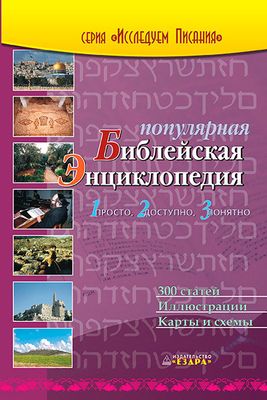 серия «Исследуем Писания»
популярная
Библейская
Энциклопедия
1просто, 2доступно, 3понятно
300 статей
Иллюстрации
Карты и схемы
ИЗДАТЕЛЬСТВО
"ЕЗДРА"